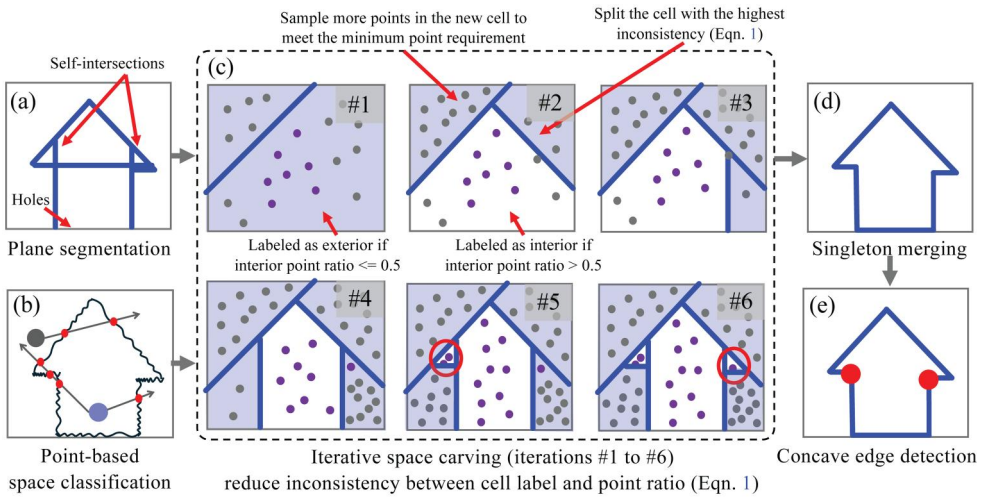 Sample more points in the new cell to
meet the minimum point requirement
Split the cell with the highest
inconsistency (Eqn. 1)
Self-intersections
(a)
Holes
Plane segmentation
(c)
#1
#2
#3
Labeled as exterior if
interior point ratio <= 0.5
Labeled as interior if
interior point ratio > 0.5
(d)
Singleton merging
(b)
Point-based
space classification
#4
#5
#6
Iterative space carving (iterations #1 to #6)
reduce inconsistency between cell label and point ratio (Eqn. 1)
(e)
Concave edge detection